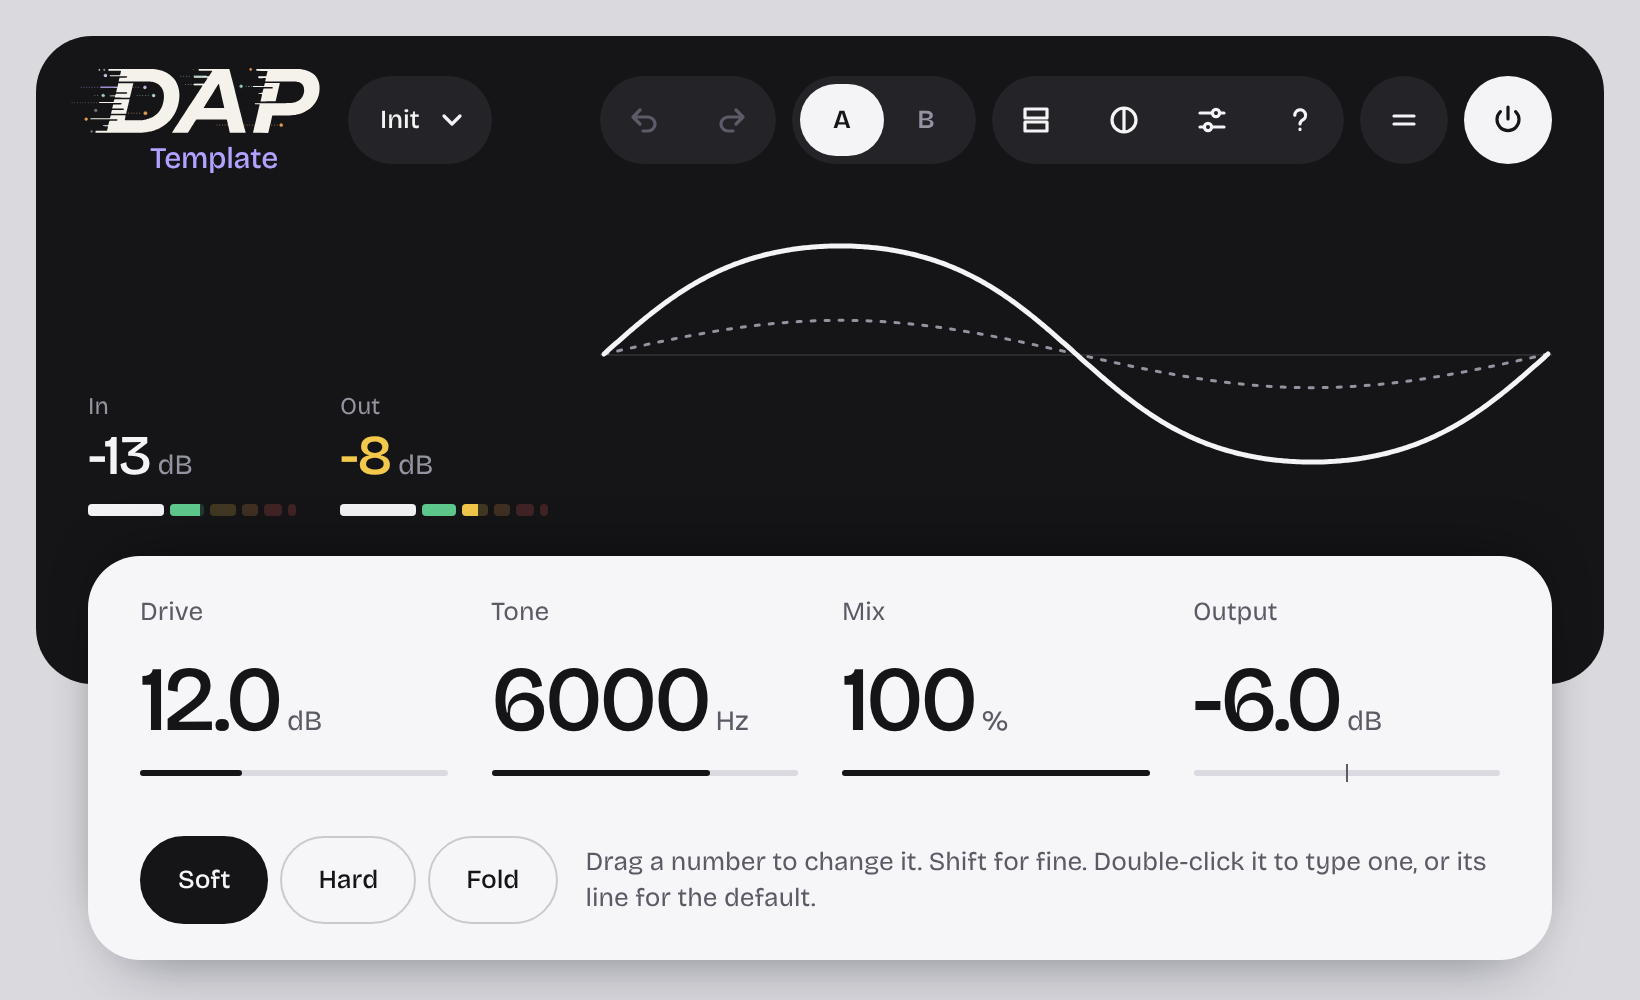 DAP
Template
Init
A
B
?
In
-13 dB
Out
-8 dB
Drive
12.0 dB
Tone
6000 Hz
Mix
100 %
Output
-6.0 dB
Soft
Hard
Fold
Drag a number to change it. Shift for fine. Double-click it to type one, or its
line for the default.